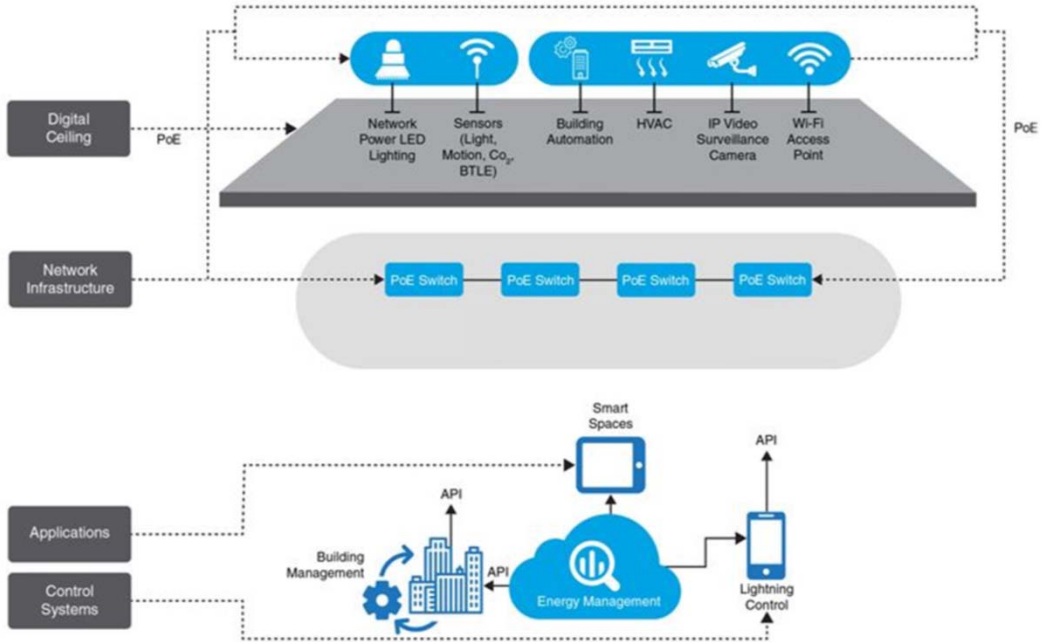 Digital
Ceiling
PoE
Network
Power LED
Lighting
Sensors
(Light,
Motion, Co₂,
BTLE)
Building
Automation
HVAC
IP Video
Surveillance
Camera
Wi-Fi
Access
Point
PoE
Network
Infrastructure
PoE Switch
PoE Switch
PoE Switch
PoE Switch
Smart
Spaces
API
API
Applications
Building
Management
API
Energy Management
Lightning
Control
Control
Systems